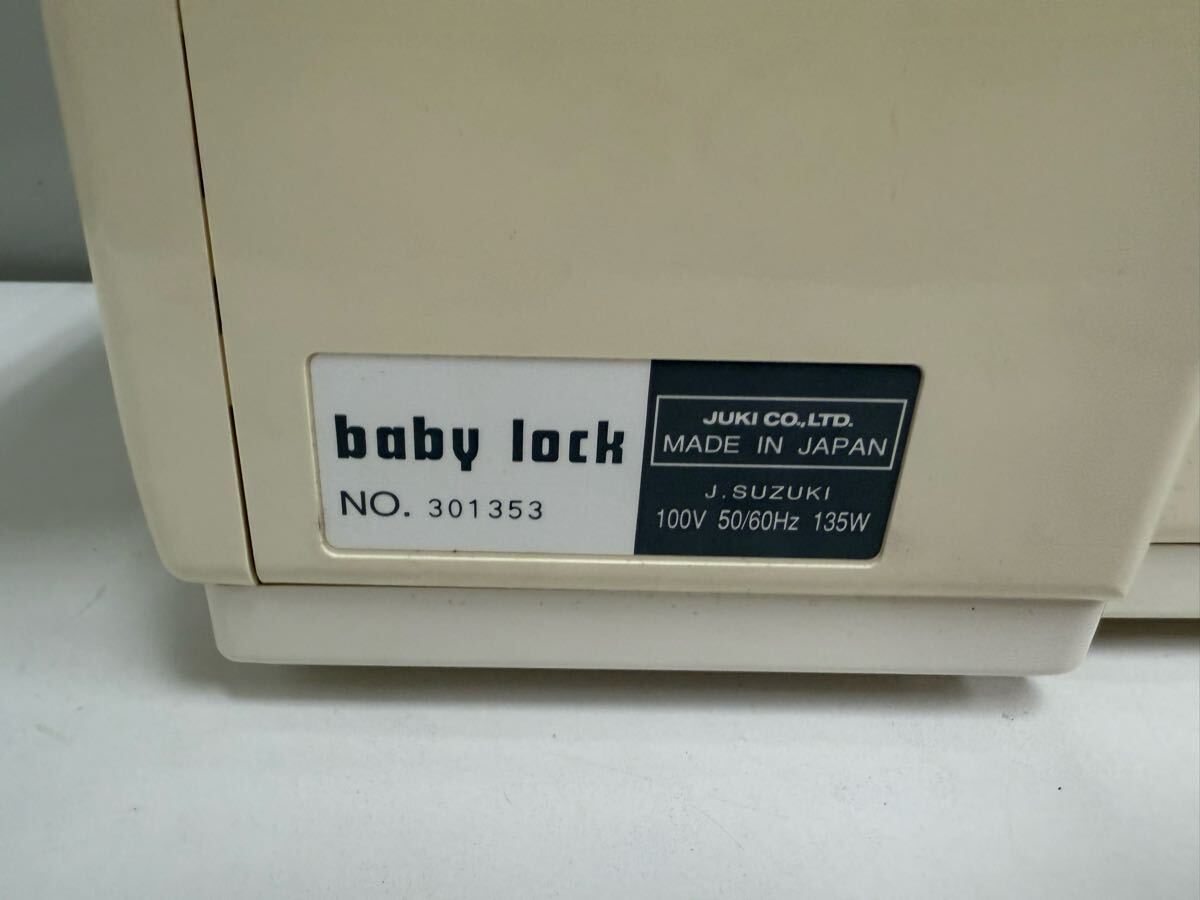 baby lock
NO. 301353
JUKI CO.,LTD.
MADE IN JAPAN
J.SUZUKI
100V 50/60Hz 135W